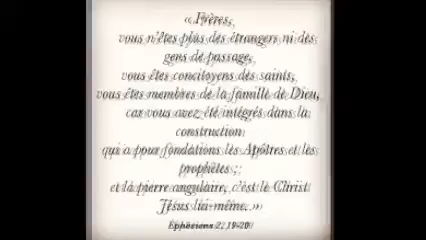 « Frères,
vous n'êtes plus des étrangers ni des
gens de passage,
vous êtes concitoyens des saints,
vous êtes membres de la famille de Dieu,
car vous avez été intégrés dans la
construction
qui a pour fondations les Apôtres et les
prophètes ;
et la pierre angulaire, c'est le Christ
Jésus lui-même. »
Ephésiens 2, 19-20